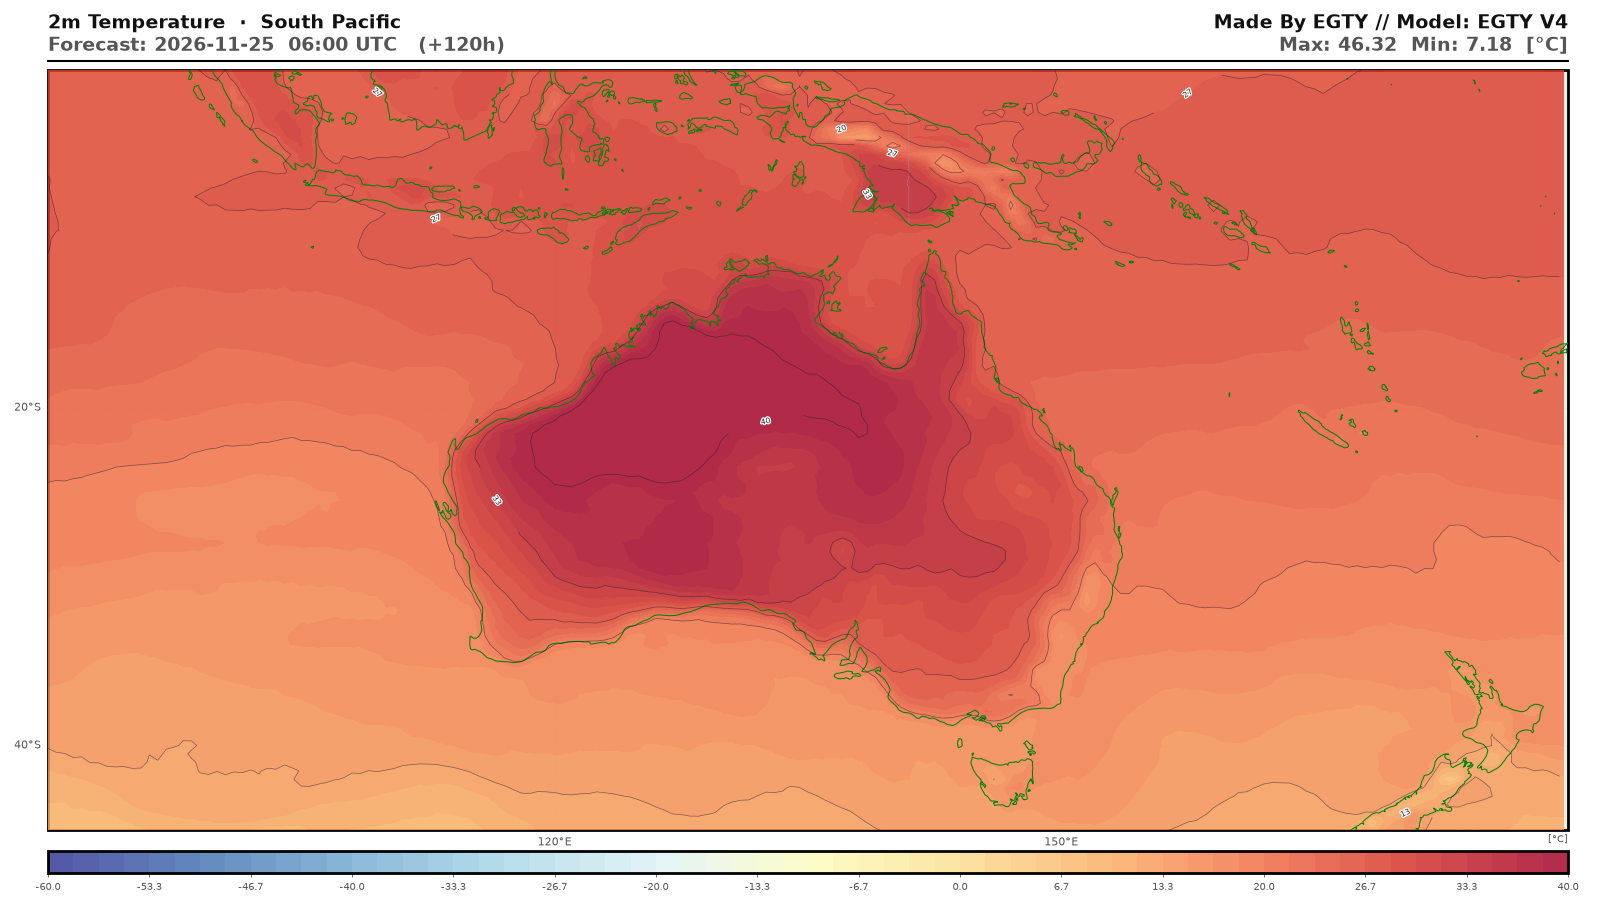 2m Temperature · South Pacific
Made By EGTY // Model: EGTY V4
Forecast: 2026-11-25 06:00 UTC (+120h)
Max: 46.32 Min: 7.18 [°C]
27
27
20
27
33
27
20°S
40
33
40°S
13
120°E
150°E
[°C]
-60.0
-53.3
-46.7
-40.0
-33.3
-26.7
-20.0
-13.3
-6.7
0.0
6.7
13.3
20.0
26.7
33.3
40.0